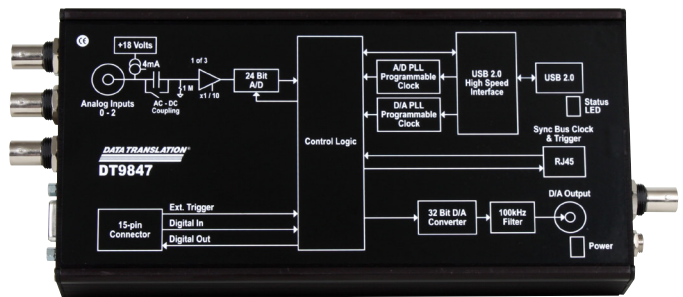 +18 Volts
4mA
1 of 3
x1 / 10
1 M
AC - DC
Coupling
Analog Inputs
0 - 2
24 Bit
A/D
Control Logic
A/D PLL
Programmable
Clock
D/A PLL
Programmable
Clock
USB 2.0
High Speed
Interface
USB 2.0
Status
LED
Sync Bus Clock
& Trigger
RJ45
DATA TRANSLATION®
DT9847
15-pin
Connector
Ext. Trigger
Digital In
Digital Out
32 Bit D/A
Converter
100kHz
Filter
D/A Output
Power